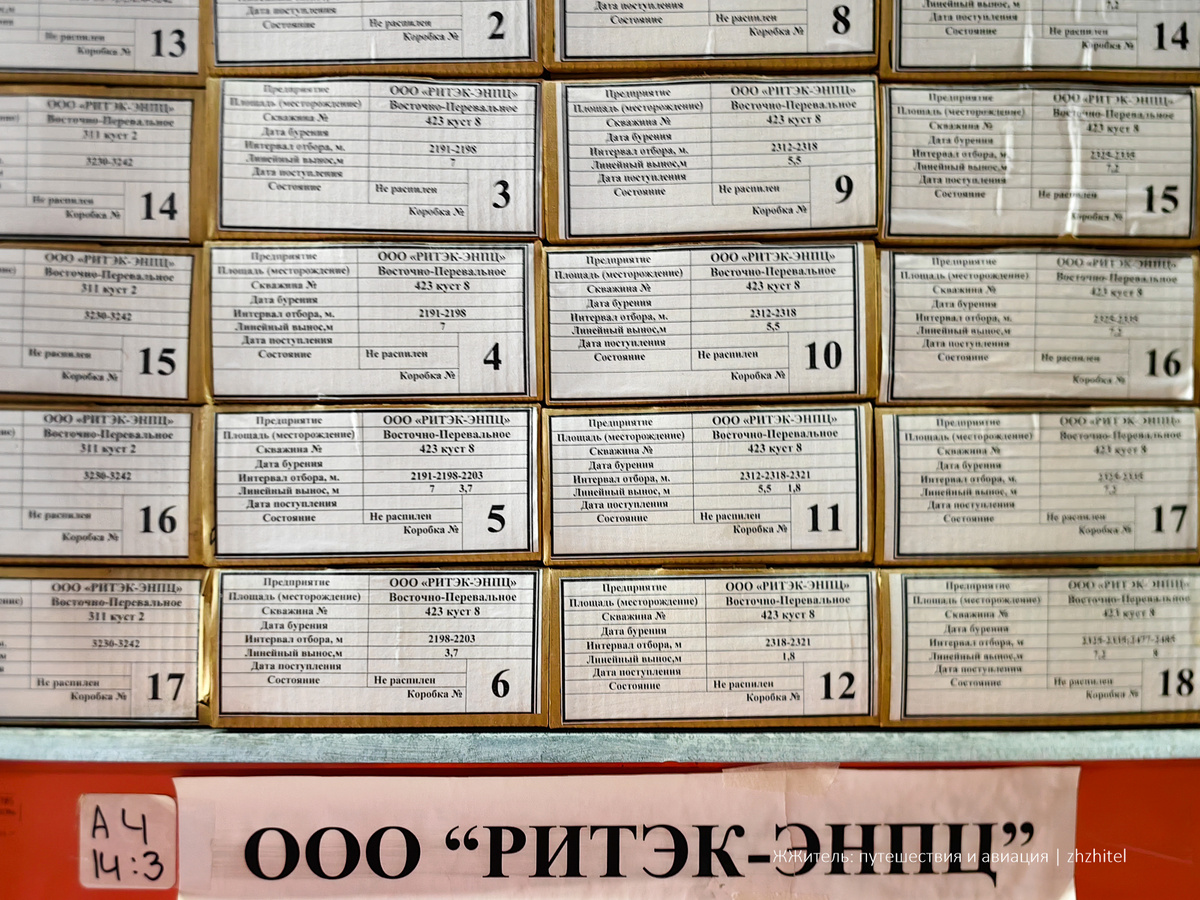 Не распилен
Коробка № 13
Состояние Не распилен
Коробка № 2
Дата поступления
Состояние Не распилен
Коробка № 8
Линейный вынос, м 7,2
Дата поступления
Состояние Не распилен
Коробка № 14
ООО «РИТЭК-ЭНПЦ»
Восточно-Перевальное
311 куст 2
3230-3242
Не распилен
Коробка № 14
Предприятие ООО «РИТЭК-ЭНПЦ»
Площадь (месторождение) Восточно-Перевальное
Скважина № 423 куст 8
Дата бурения
Интервал отбора, м. 2191-2198
Линейный вынос,м 7
Дата поступления
Состояние Не распилен
Коробка № 3
Предприятие ООО «РИТЭК-ЭНПЦ»
Площадь (месторождение) Восточно-Перевальное
Скважина № 423 куст 8
Дата бурения
Интервал отбора,м. 2312-2318
Линейный вынос,м 5,5
Дата поступления
Состояние Не распилен
Коробка № 9
Предприятие ООО «РИТЭК-ЭНПЦ»
Площадь (месторождение) Восточно-Перевальное
Скважина № 423 куст 8
Дата бурения
Интервал отбора, м.
Линейный вынос,м 7,2
Дата поступления
Состояние Не распилен
Коробка № 15
ООО «РИТЭК-ЭНПЦ»
Восточно-Перевальное
311 куст 2
3230-3242
Не распилен
Коробка № 15
Предприятие ООО «РИТЭК-ЭНПЦ»
Площадь (месторождение) Восточно-Перевальное
Скважина № 423 куст 8
Дата бурения
Интервал отбора, м. 2191-2198
Линейный вынос,м 7
Дата поступления
Состояние Не распилен
Коробка № 4
Предприятие ООО «РИТЭК-ЭНПЦ»
Площадь (месторождение) Восточно-Перевальное
Скважина № 423 куст 8
Дата бурения
Интервал отбора, м. 2312-2318
Линейный вынос,м 5,5
Дата поступления
Состояние Не распилен
Коробка № 10
Предприятие ООО «РИТЭК-ЭНПЦ»
Площадь (месторождение) Восточно-Перевальное
Скважина № 423 куст 8
Дата бурения
Интервал отбора, м.
Линейный вынос,м 7,2
Дата поступления
Состояние Не распилен
Коробка № 16
ООО «РИТЭК-ЭНПЦ»
Восточно-Перевальное
311 куст 2
3230-3242
Не распилен
Коробка № 16
Предприятие ООО «РИТЭК-ЭНПЦ»
Площадь (месторождение) Восточно-Перевальное
Скважина № 423 куст 8
Дата бурения
Интервал отбора, м. 2191-2198-2203
Линейный вынос, м 7 3,7
Дата поступления
Состояние Не распилен
Коробка № 5
Предприятие ООО «РИТЭК-ЭНПЦ»
Площадь (месторождение) Восточно-Перевальное
Скважина № 423 куст 8
Дата бурения
Интервал отбора, м. 2312-2318-2321
Линейный вынос, м 5,5 1,8
Дата поступления
Состояние Не распилен
Коробка № 11
Предприятие ООО «РИТЭК-ЭНПЦ»
Площадь (месторождение) Восточно-Перевальное
Скважина № 423 куст 8
Дата бурения
Интервал отбора, м.
Линейный вынос, м 7,2
Дата поступления
Состояние Не распилен
Коробка № 17
ООО «РИТЭК-ЭНПЦ»
Восточно-Перевальное
311 куст 2
3230-3242
Не распилен
Коробка № 17
Предприятие ООО «РИТЭК-ЭНПЦ»
Площадь (месторождение) Восточно-Перевальное
Скважина № 423 куст 8
Дата бурения
Интервал отбора, м 2198-2203
Линейный вынос,м 3,7
Дата поступления
Состояние Не распилен
Коробка № 6
Предприятие ООО «РИТЭК-ЭНПЦ»
Площадь (месторождение) Восточно-Перевальное
Скважина № 423 куст 8
Дата бурения
Интервал отбора, м 2318-2321
Линейный вынос,м 1,8
Дата поступления
Состояние Не распилен
Коробка № 12
Предприятие ООО «РИТЭК-ЭНПЦ»
Площадь (месторождение) Восточно-Перевальное
Скважина № 423 куст 8
Дата бурения
Интервал отбора, м
Линейный вынос, м 7,2 8
Дата поступления
Состояние Не распилен
Коробка № 18
А 4
14:3
ООО “РИТЭК-ЭНПЦ”
ЖЖитель: путешествия и авиация | zhzhitel